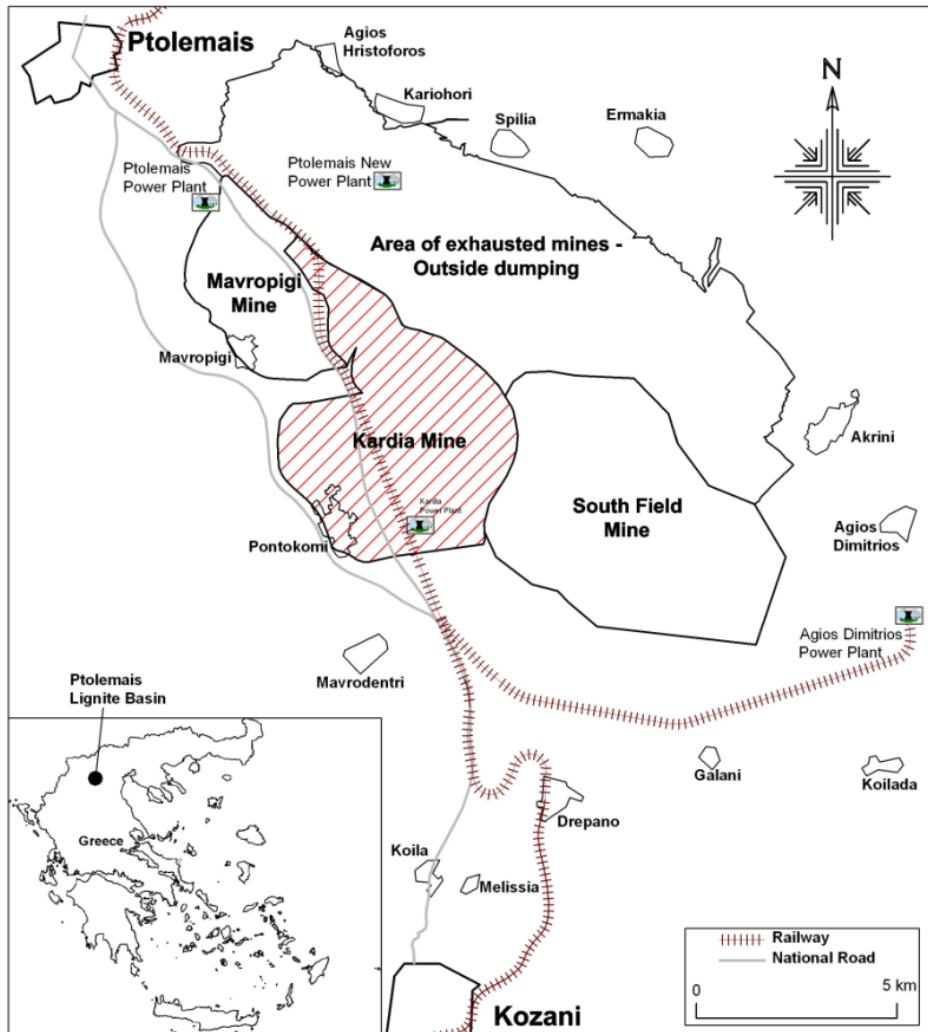 Ptolemais
Agios
Hristoforos
Kariohori
Spilia
Ermakia
N
Ptolemais
Power Plant
Ptolemais New
Power Plant
Area of exhausted mines -
Outside dumping
Mavropigi
Mine
Mavropigi
Kardia Mine
Akrini
South Field
Mine
Kardia
Power Plant
Pontokomi
Agios
Dimitrios
Agios Dimitrios
Power Plant
Mavrodentri
Ptolemais
Lignite Basin
Greece
Galani
Koilada
Drepano
Koila
Melissia
Kozani
Railway
National Road
0
5 km